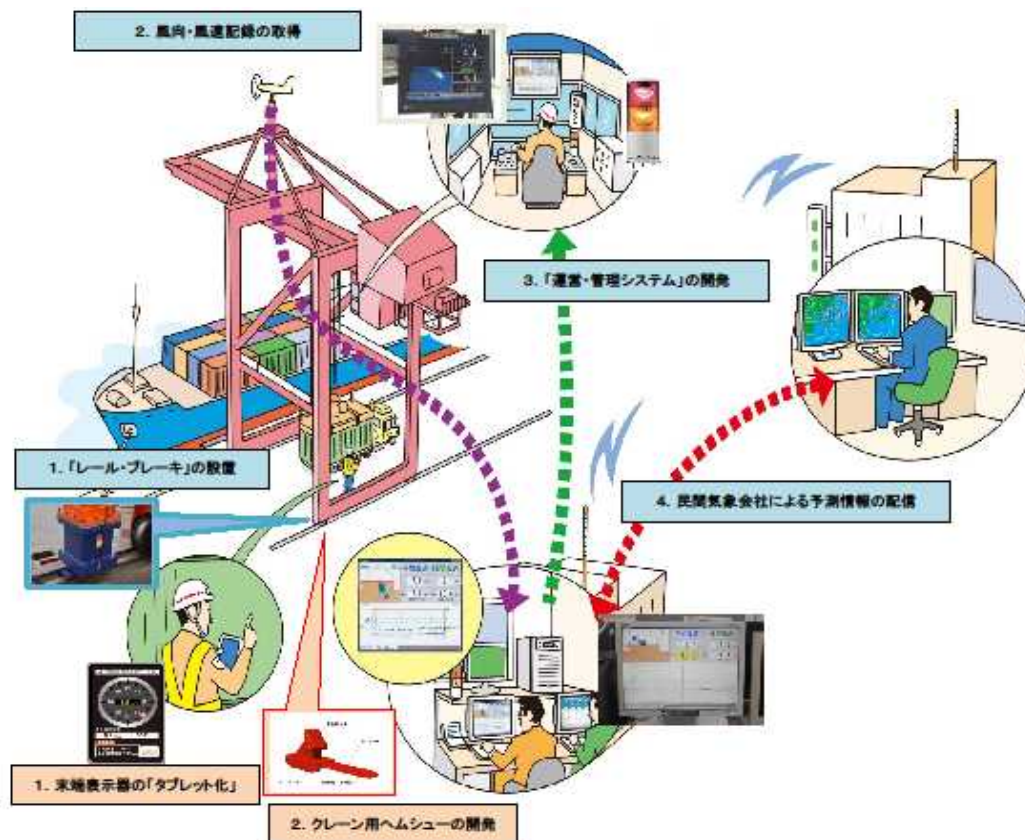 2. 風向・風速記録の取得
3. 「運営・管理システム」の開発
1. 「レール・ブレーキ」の設置
4. 民間気象会社による予測情報の配信
1. 末端表示器の「タブレット化」
2. クレーン用ヘムシューの開発